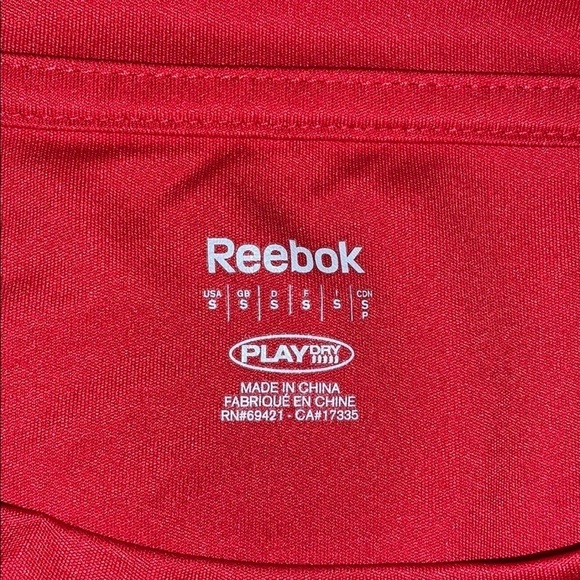 Reebok
USA GB D F I CDN
S S S S S S
P
PLAYDRY
MADE IN CHINA
FABRIQUÉ EN CHINE
RN#69421 - CA#17335